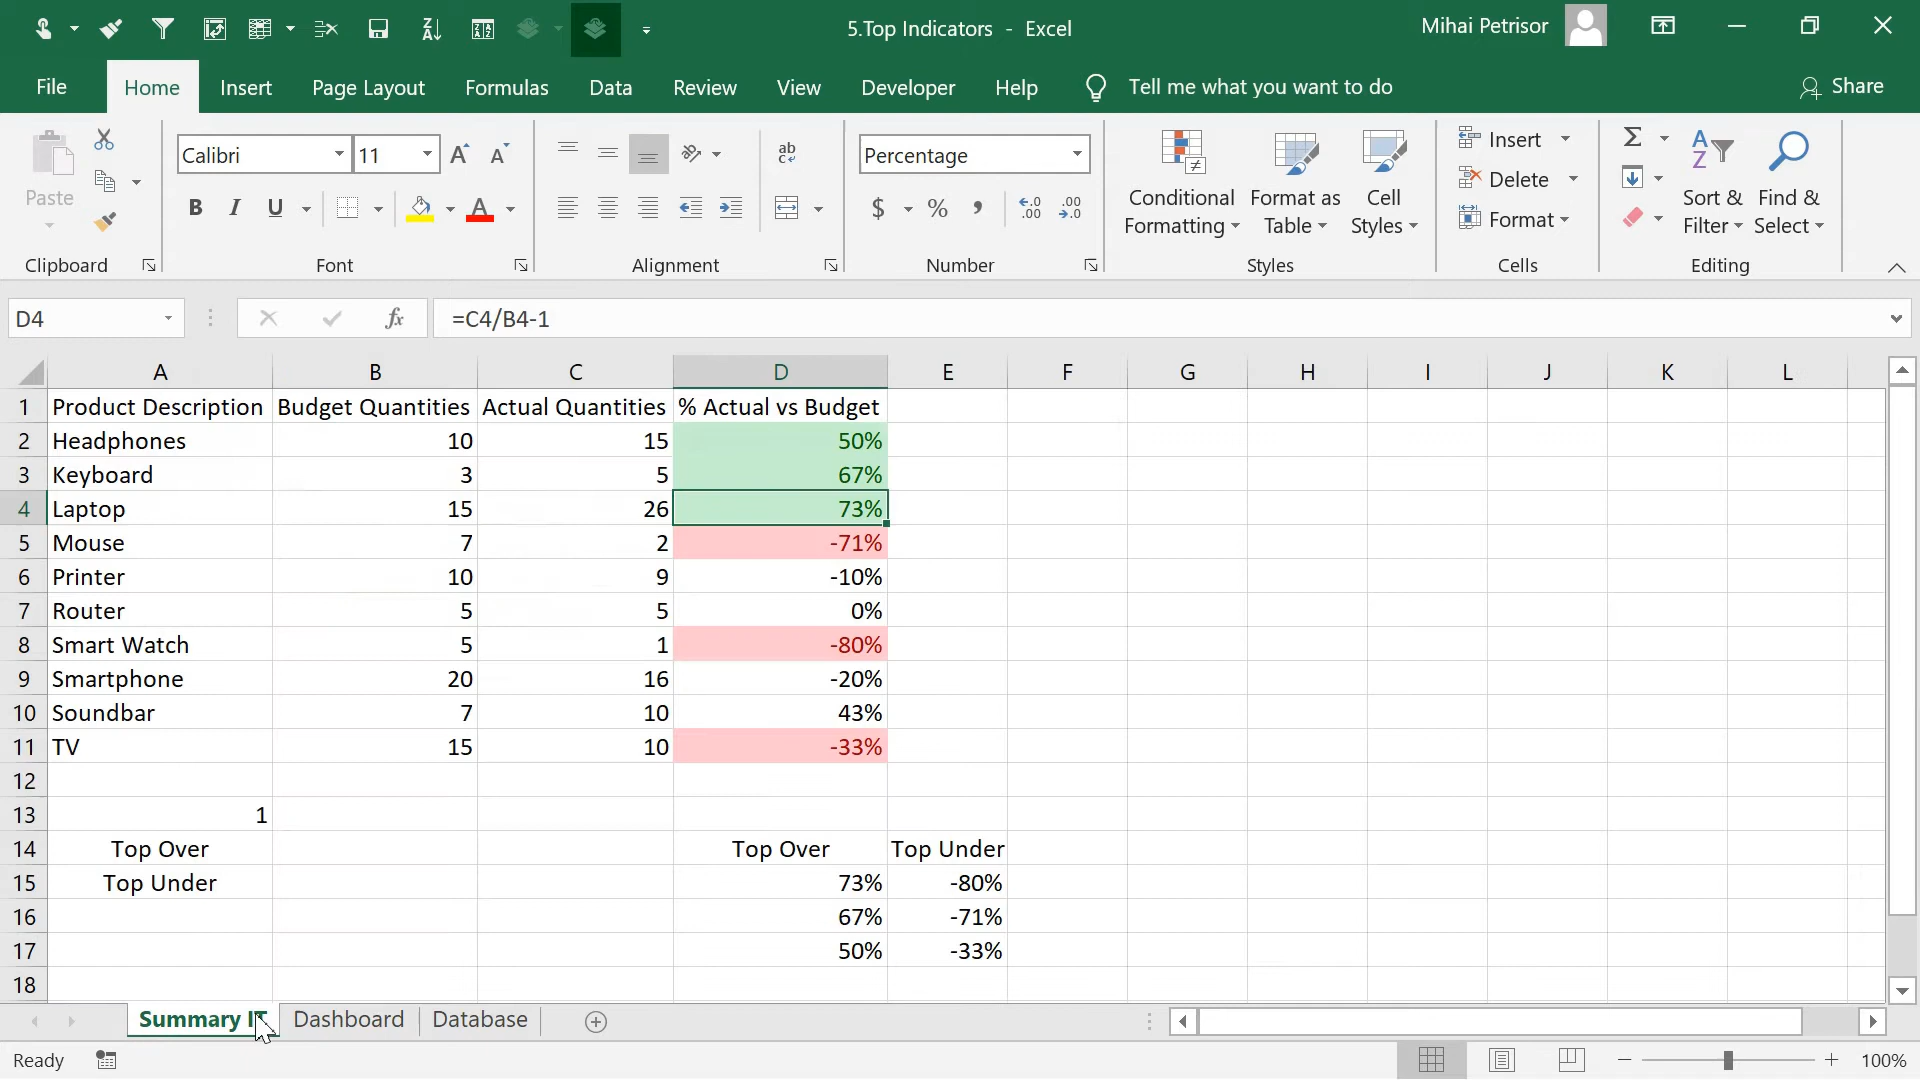 5.Top Indicators - Excel
Mihai Petrisor
File Home Insert Page Layout Formulas Data Review View Developer Help Tell me what you want to do Share
Paste
Clipboard
Calibri 11
A A
B I U A
Font
ab
Alignment
Percentage
$ % , .00 .0
Number
Conditional Formatting
Format as Table
Cell Styles
Styles
Insert
Delete
Format
Cells
Σ
Sort & Filter
Find & Select
Editing
D4 fx =C4/B4-1
A B C D E F G H I J K L
1 Product Description Budget Quantities Actual Quantities % Actual vs Budget
2 Headphones 10 15 50%
3 Keyboard 3 5 67%
4 Laptop 15 26 73%
5 Mouse 7 2 -71%
6 Printer 10 9 -10%
7 Router 5 5 0%
8 Smart Watch 5 1 -80%
9 Smartphone 20 16 -20%
10 Soundbar 7 10 43%
11 TV 15 10 -33%
12
13 1
14 Top Over Top Over Top Under
15 Top Under 73% -80%
16 67% -71%
17 50% -33%
18
Summary IT Dashboard Database
Ready 100%